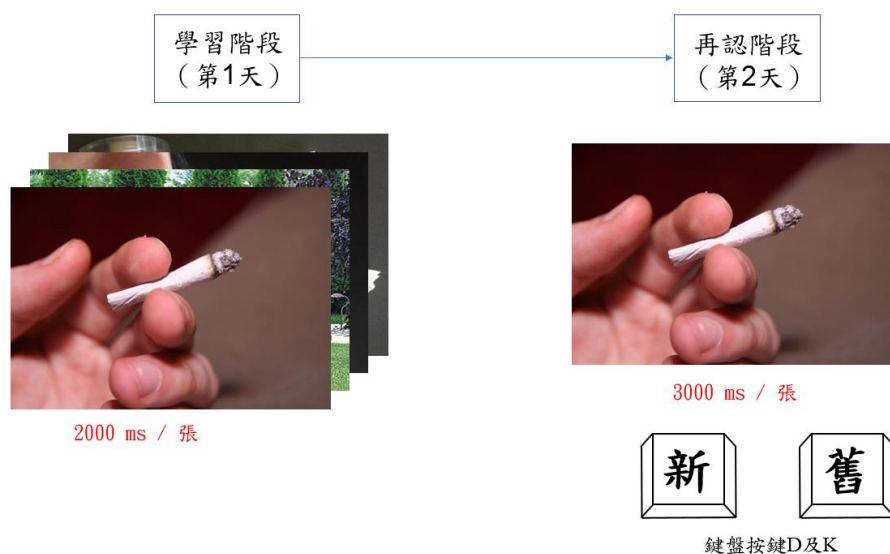 學習階段
（第1天）
再認階段
（第2天）
2000 ms / 張
3000 ms / 張
新
舊
鍵盤按鍵D及K